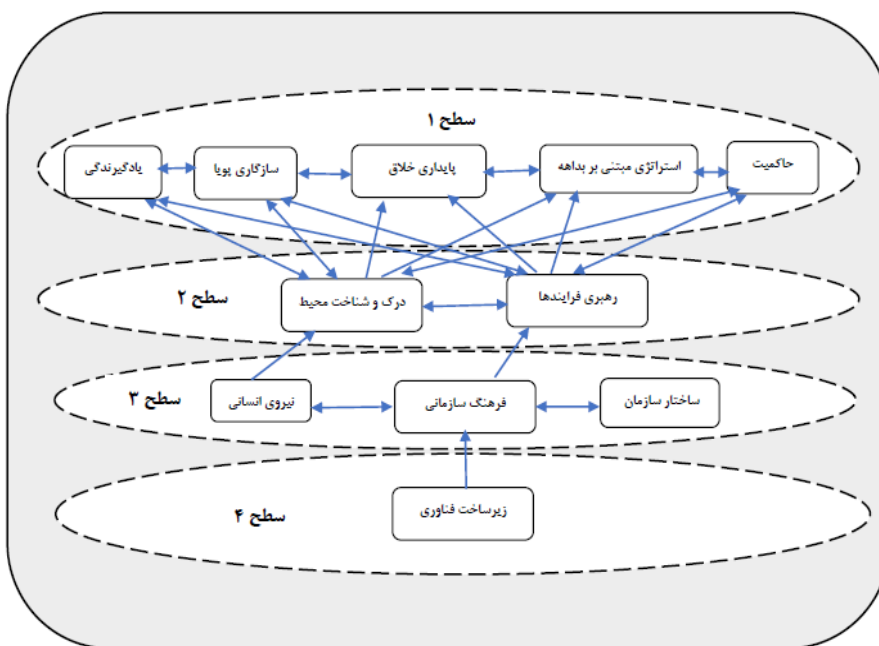 سطح ۱
حاکمیت
استراتژی مبتنی بر بداهه
پایداری خلاق
سازگاری پویا
یادگیرندگی
سطح ۲
رهبری فرایندها
درک و شناخت محیط
سطح ۳
ساختار سازمان
فرهنگ سازمانی
نیروی انسانی
سطح ۴
زیرساخت فناوری